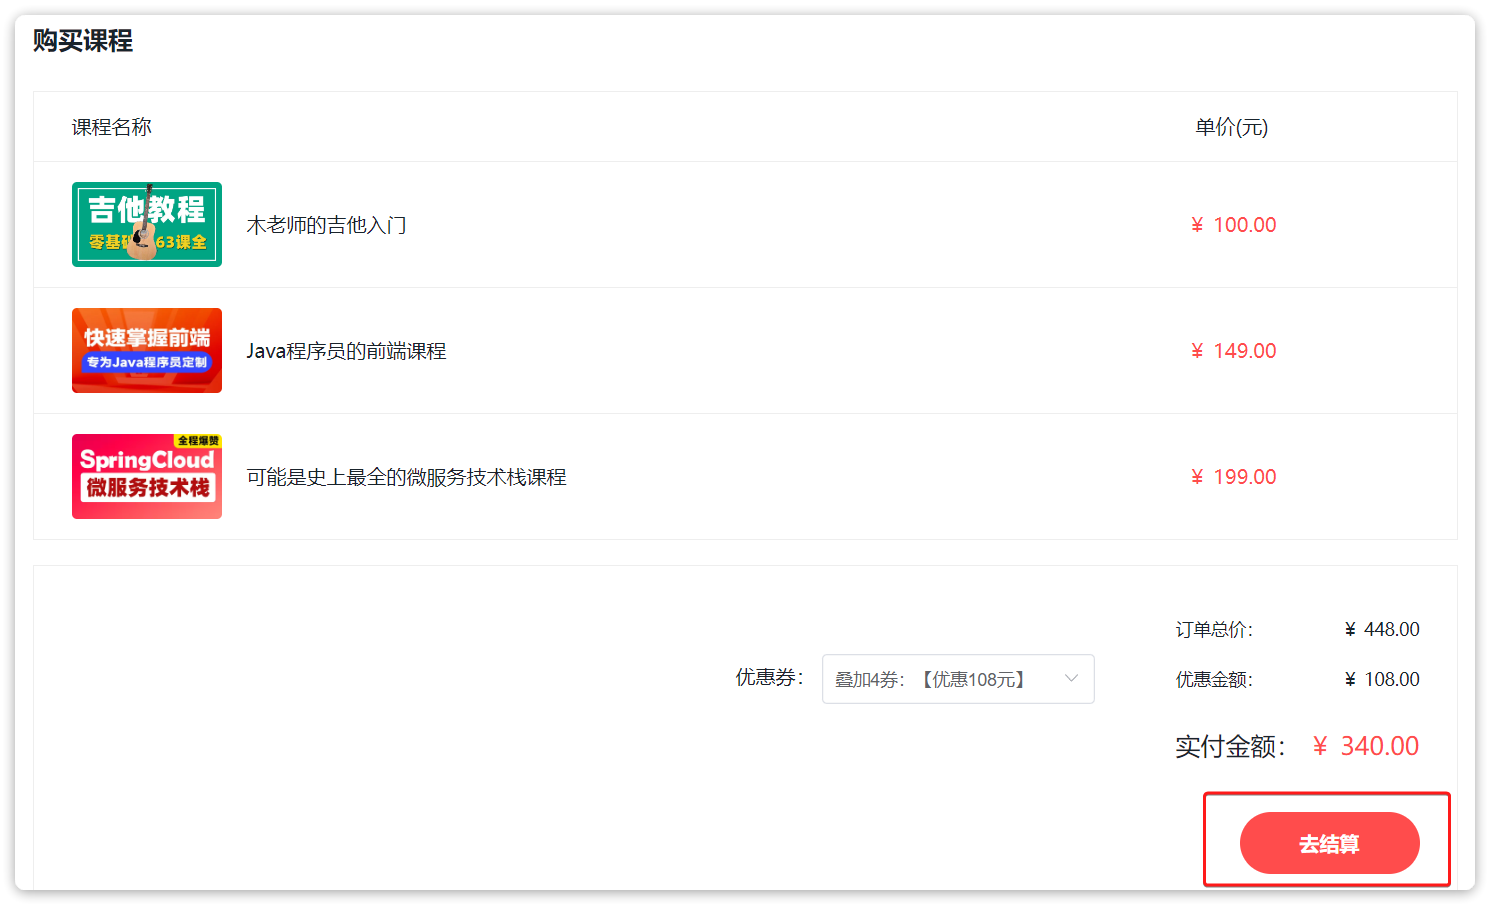 购买课程
课程名称
单价(元)
吉他教程
零基 63课全
木老师的吉他入门
¥ 100.00
快速掌握前端
专为Java程序员定制
Java程序员的前端课程
¥ 149.00
全程爆赞
SpringCloud
微服务技术栈
可能是史上最全的微服务技术栈课程
¥ 199.00
订单总价： ¥ 448.00
优惠券： 叠加4券：【优惠108元】
优惠金额： ¥ 108.00
实付金额： ¥ 340.00
去结算